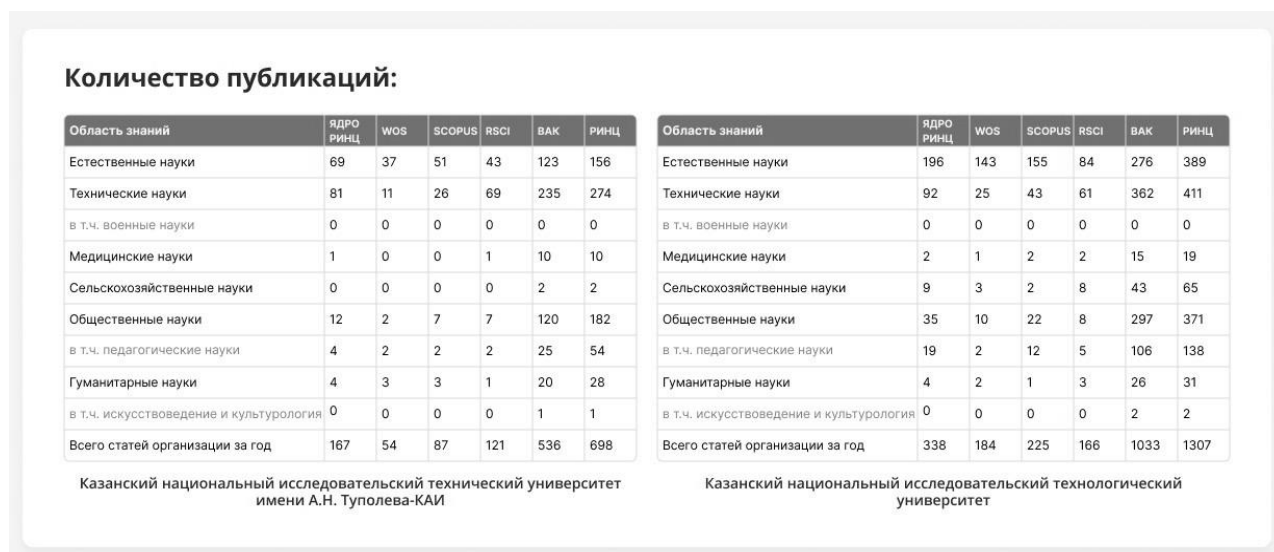 Количество публикаций:
Область знаний ЯДРО РИНЦ WOS SCOPUS RSCI ВАК РИНЦ
Естественные науки 69 37 51 43 123 156
Технические науки 81 11 26 69 235 274
в т.ч. военные науки 0 0 0 0 0 0
Медицинские науки 1 0 0 1 10 10
Сельскохозяйственные науки 0 0 0 0 2 2
Общественные науки 12 2 7 7 120 182
в т.ч. педагогические науки 4 2 2 2 25 54
Гуманитарные науки 4 3 3 1 20 28
в т.ч. искусствоведение и культурология 0 0 0 0 1 1
Всего статей организации за год 167 54 87 121 536 698
Казанский национальный исследовательский технический университет
имени А.Н. Туполева-КАИ
Область знаний ЯДРО РИНЦ WOS SCOPUS RSCI ВАК РИНЦ
Естественные науки 196 143 155 84 276 389
Технические науки 92 25 43 61 362 411
в т.ч. военные науки 0 0 0 0 0 0
Медицинские науки 2 1 2 2 15 19
Сельскохозяйственные науки 9 3 2 8 43 65
Общественные науки 35 10 22 8 297 371
в т.ч. педагогические науки 19 2 12 5 106 138
Гуманитарные науки 4 2 1 3 26 31
в т.ч. искусствоведение и культурология 0 0 0 0 2 2
Всего статей организации за год 338 184 225 166 1033 1307
Казанский национальный исследовательский технологический
университет